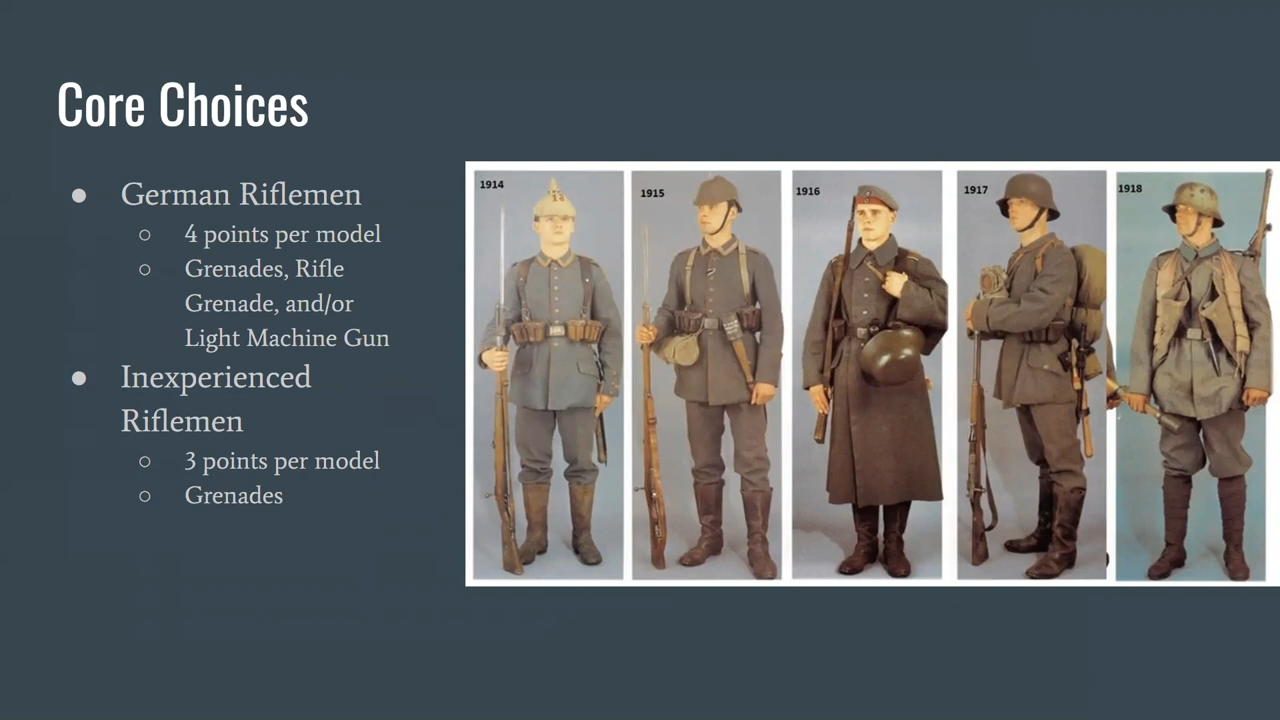 Core Choices
German Riflemen
4 points per model
Grenades, Rifle
Grenade, and/or
Light Machine Gun
Inexperienced
Riflemen
3 points per model
Grenades
1914
1915
1916
1917
1918